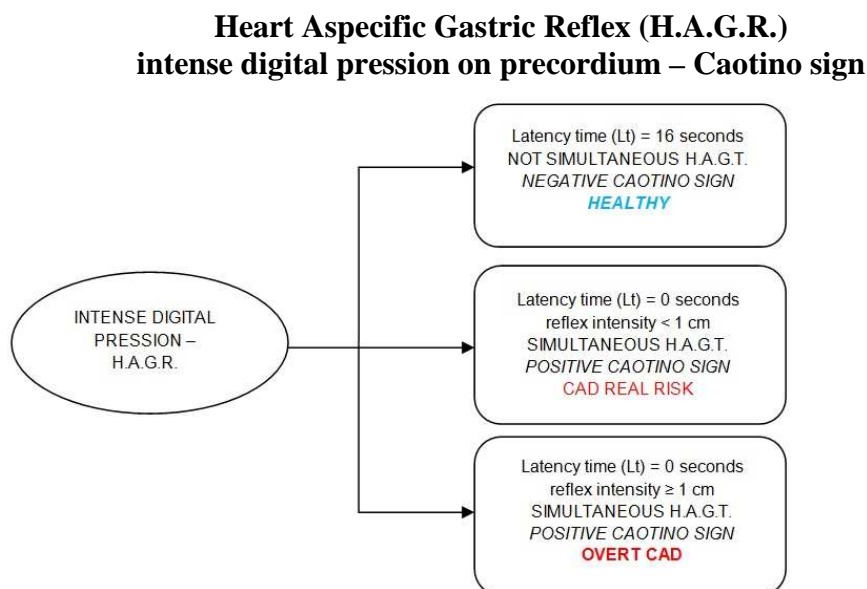 Heart Aspecific Gastric Reflex (H.A.G.R.)
intense digital pression on precordium – Caotino sign
Latency time (Lt) = 16 seconds
NOT SIMULTANEOUS H.A.G.T.
NEGATIVE CAOTINO SIGN
HEALTHY
INTENSE DIGITAL
PRESSION –
H.A.G.R.
Latency time (Lt) = 0 seconds
reflex intensity < 1 cm
SIMULTANEOUS H.A.G.T.
POSITIVE CAOTINO SIGN
CAD REAL RISK
Latency time (Lt) = 0 seconds
reflex intensity ≥ 1 cm
SIMULTANEOUS H.A.G.T.
POSITIVE CAOTINO SIGN
OVERT CAD